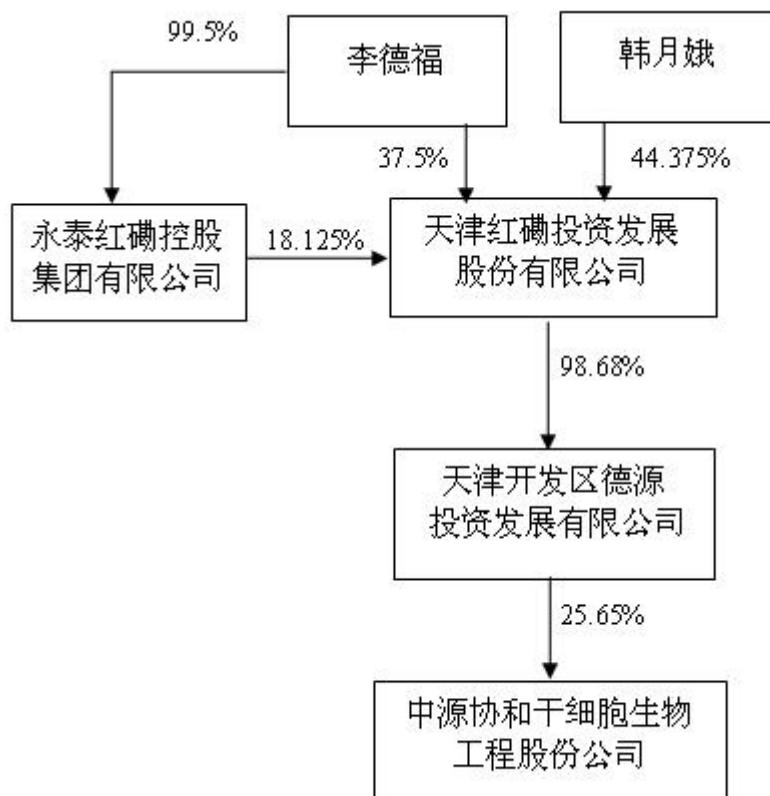 99.5%
李德福
韩月娥
37.5%
44.375%
永泰红磡控股
集团有限公司
18.125%
天津红磡投资发展
股份有限公司
98.68%
天津开发区德源
投资发展有限公司
25.65%
中源协和干细胞生物
工程股份公司